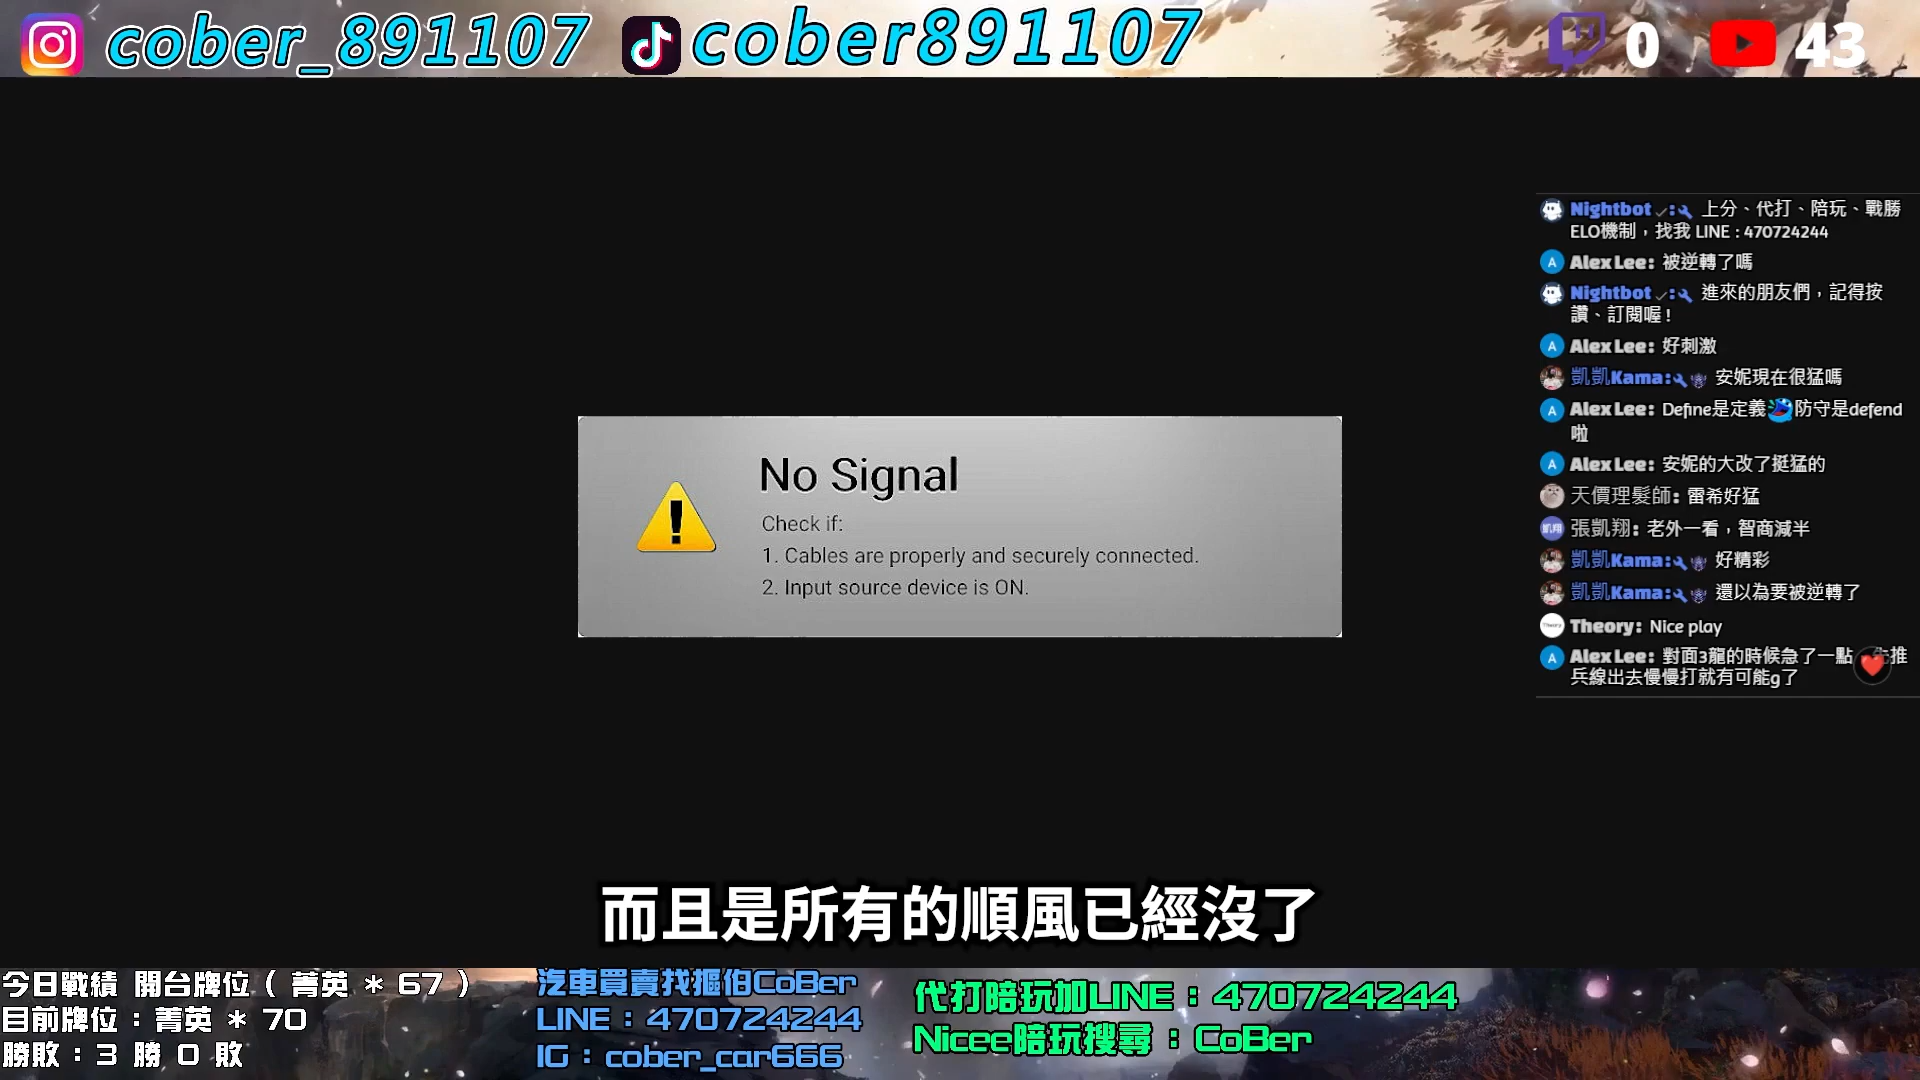 cober_891107 cober891107 0 43
Nightbot: 上分、代打、陪玩、戰勝
ELO機制，找我 LINE : 470724244
Alex Lee: 被逆轉了嗎
Nightbot: 進來的朋友們，記得按
讚、訂閱喔！
Alex Lee: 好刺激
凱凱Kama: 安妮現在很猛嗎
Alex Lee: Define是定義防守是defend
啦
Alex Lee: 安妮的大改了挺猛的
天價理髮師: 雷希好猛
張凱翔: 老外一看，智商減半
凱凱Kama: 好精彩
凱凱Kama: 還以為要被逆轉了
Theory: Nice play
Alex Lee: 對面3龍的時候急了一點 推
兵線出去慢慢打就有可能g了
No Signal
Check if:
1. Cables are properly and securely connected.
2. Input source device is ON.
而且是所有的順風已經沒了
今日戰績 開台牌位 ( 菁英 * 67 )
目前牌位：菁英 * 70
勝敗：3 勝 0 敗
汽車買賣找摳伯CoBer
LINE：470724244
IG：cober_car666
代打陪玩加LINE：470724244
Nicee陪玩搜尋：CoBer